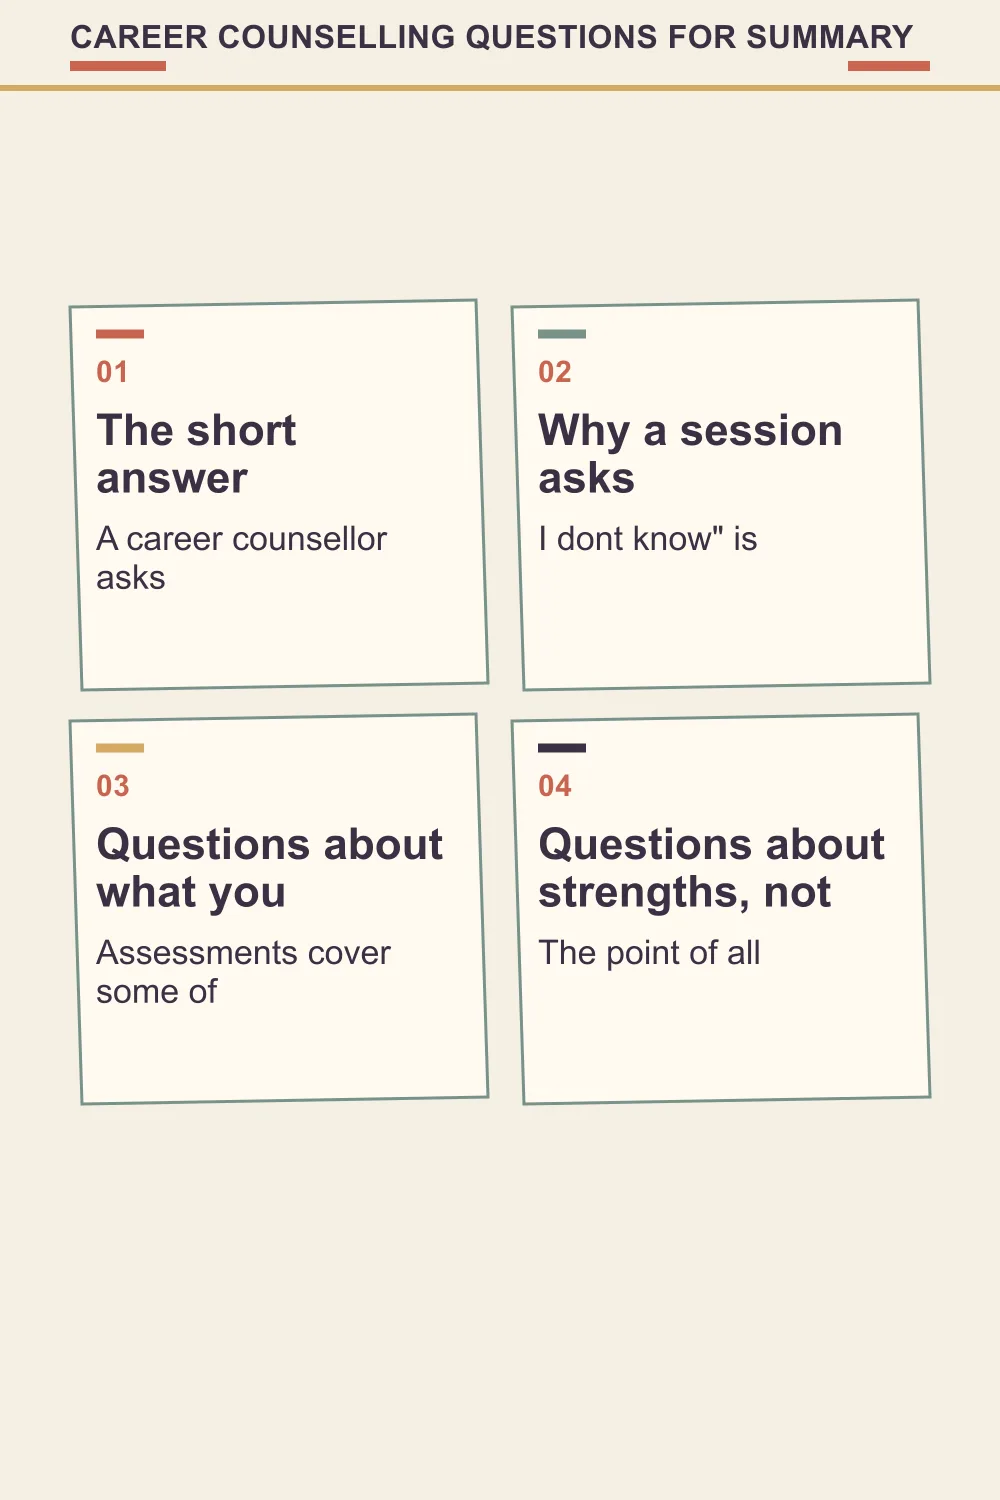 CAREER COUNSELLING QUESTIONS FOR SUMMARY
01
The short
answer
A career counsellor
asks
02
Why a session
asks
I dont know" is
03
Questions about
what you
Assessments cover
some of
04
Questions about
strengths, not
The point of all